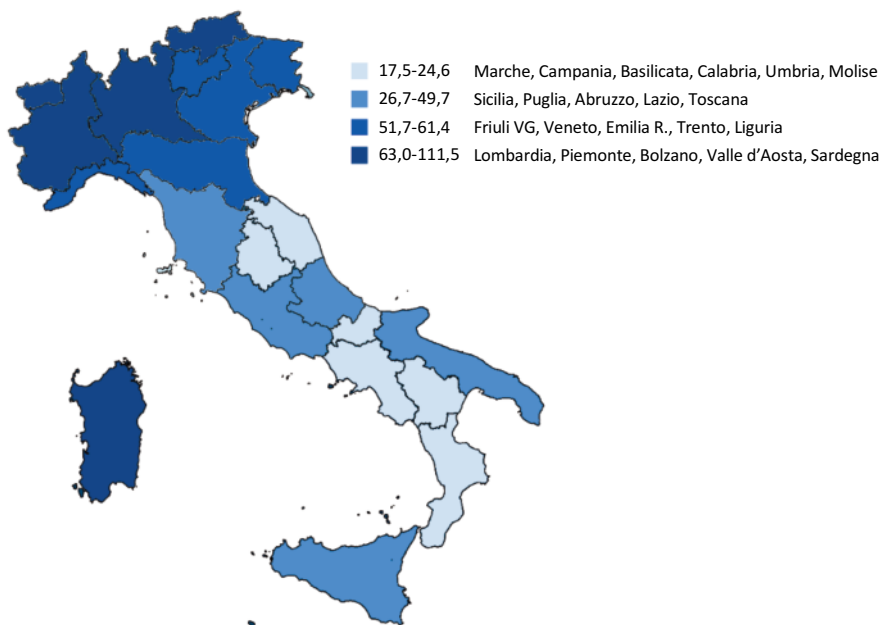 17,5-24,6 Marche, Campania, Basilicata, Calabria, Umbria, Molise
26,7-49,7 Sicilia, Puglia, Abruzzo, Lazio, Toscana
51,7-61,4 Friuli VG, Veneto, Emilia R., Trento, Liguria
63,0-111,5 Lombardia, Piemonte, Bolzano, Valle d’Aosta, Sardegna